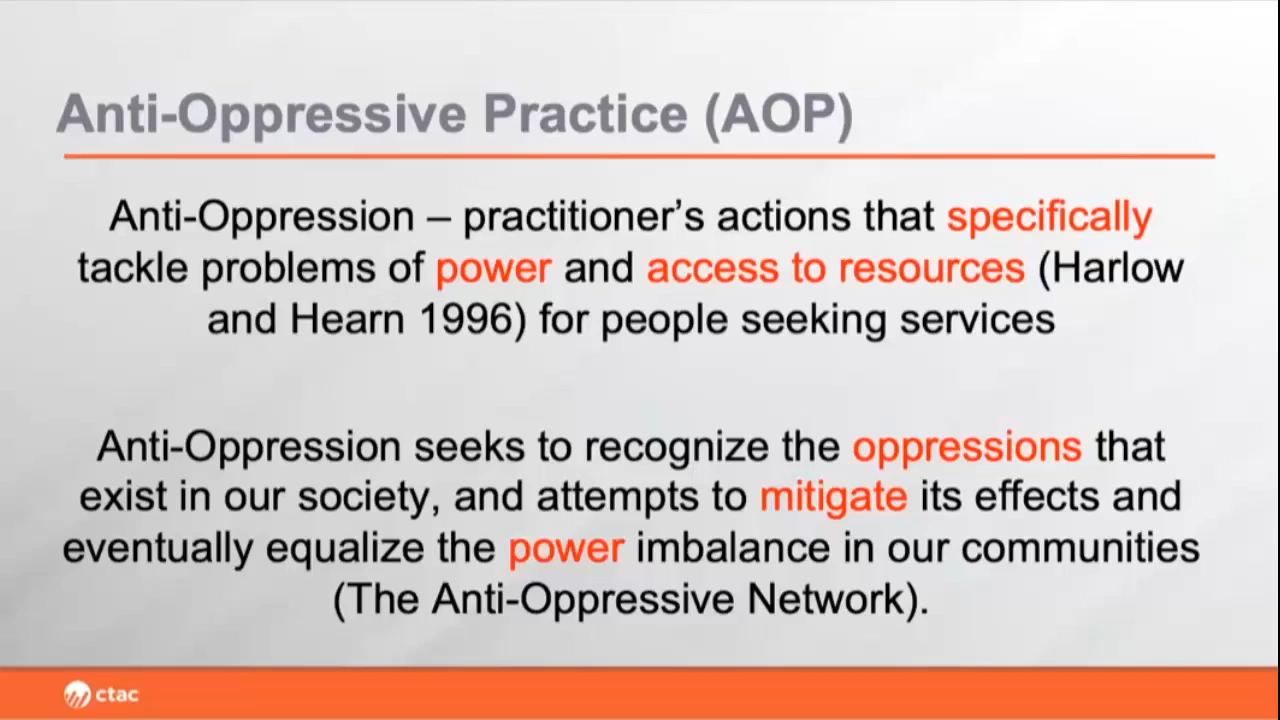 Anti-Oppressive Practice (AOP)
Anti-Oppression – practitioner’s actions that specifically
tackle problems of power and access to resources (Harlow
and Hearn 1996) for people seeking services
Anti-Oppression seeks to recognize the oppressions that
exist in our society, and attempts to mitigate its effects and
eventually equalize the power imbalance in our communities
(The Anti-Oppressive Network).
ctac